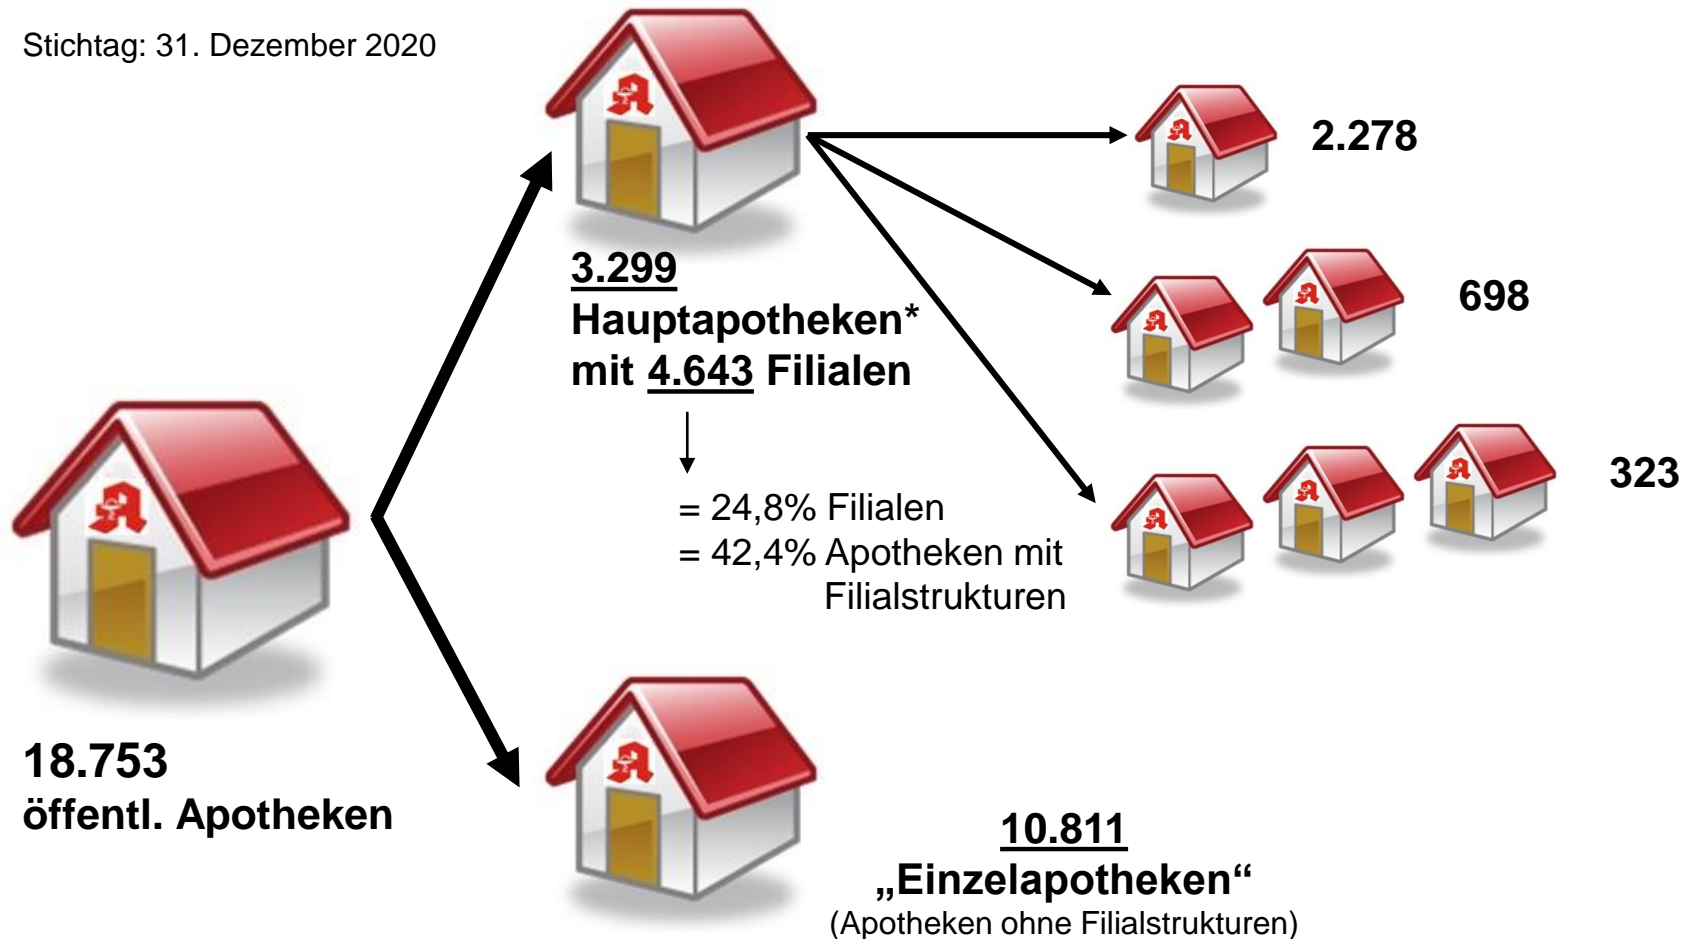 Stichtag: 31. Dezember 2020
18.753
öffentl. Apotheken
3.299
Hauptapotheken*
mit 4.643 Filialen
= 24,8% Filialen
= 42,4% Apotheken mit
Filialstrukturen
2.278
698
323
10.811
„Einzelapotheken“
(Apotheken ohne Filialstrukturen)